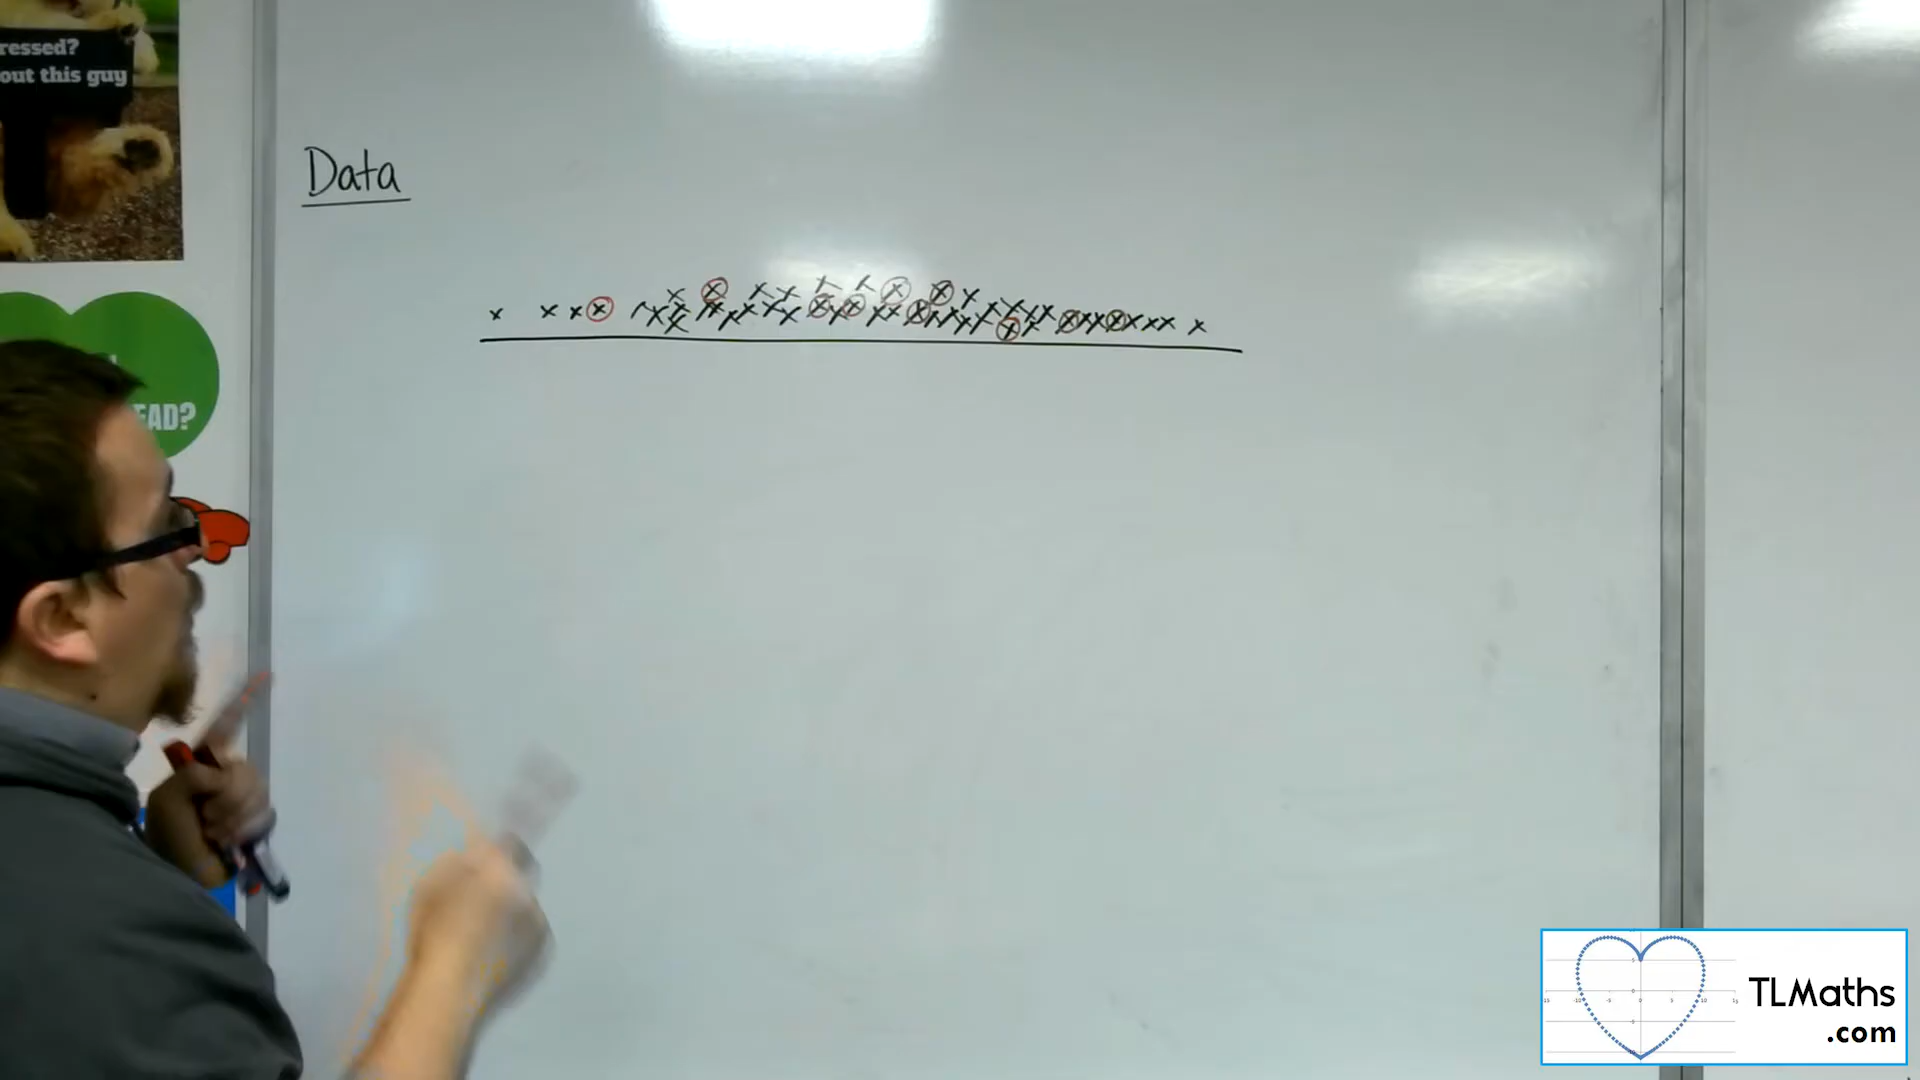 ressed?
out this guy
Data
EAD?
TLMaths
.com